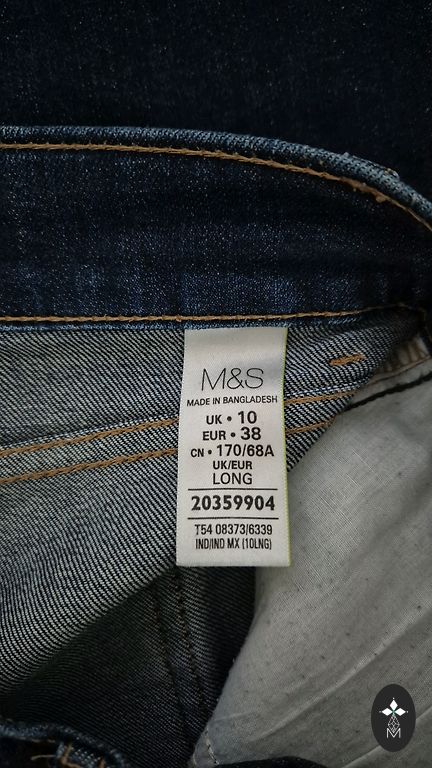 M&S
MADE IN BANGLADESH
UK • 10
EUR • 38
CN • 170/68A
UK/EUR
LONG
20359904
T54 08373/6339
IND/IND MX (10LNG)